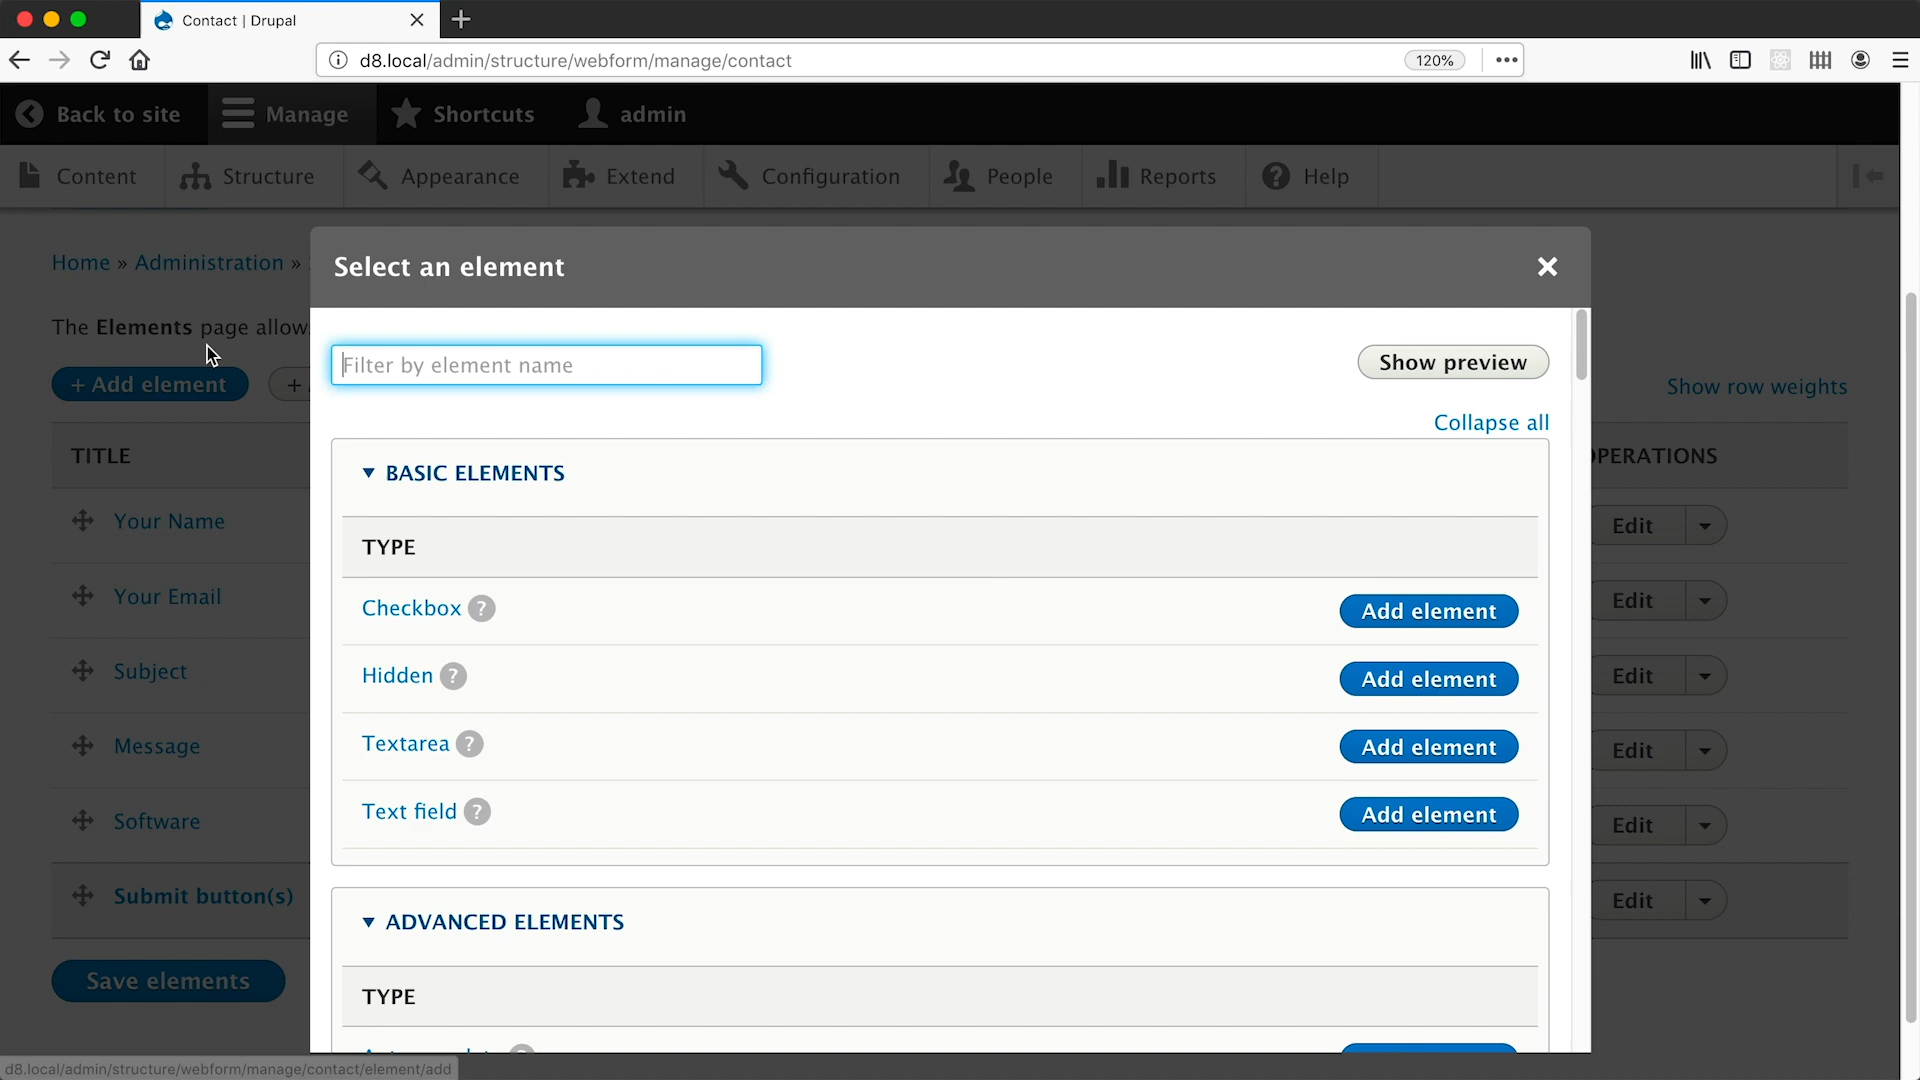 Contact | Drupal
d8.local/admin/structure/webform/manage/contact
120%
Back to site
Manage
Shortcuts
admin
Content
Structure
Appearance
Extend
Configuration
People
Reports
Help
Home » Administration »
The Elements page allow
+ Add element
+
Show row weights
TITLE
OPERATIONS
Your Name
Edit
Your Email
Edit
Subject
Edit
Message
Edit
Software
Edit
Submit button(s)
Edit
Save elements
Select an element
Filter by element name
Show preview
Collapse all
BASIC ELEMENTS
TYPE
Checkbox ?
Add element
Hidden ?
Add element
Textarea ?
Add element
Text field ?
Add element
ADVANCED ELEMENTS
TYPE
d8.local/admin/structure/webform/manage/contact/element/add